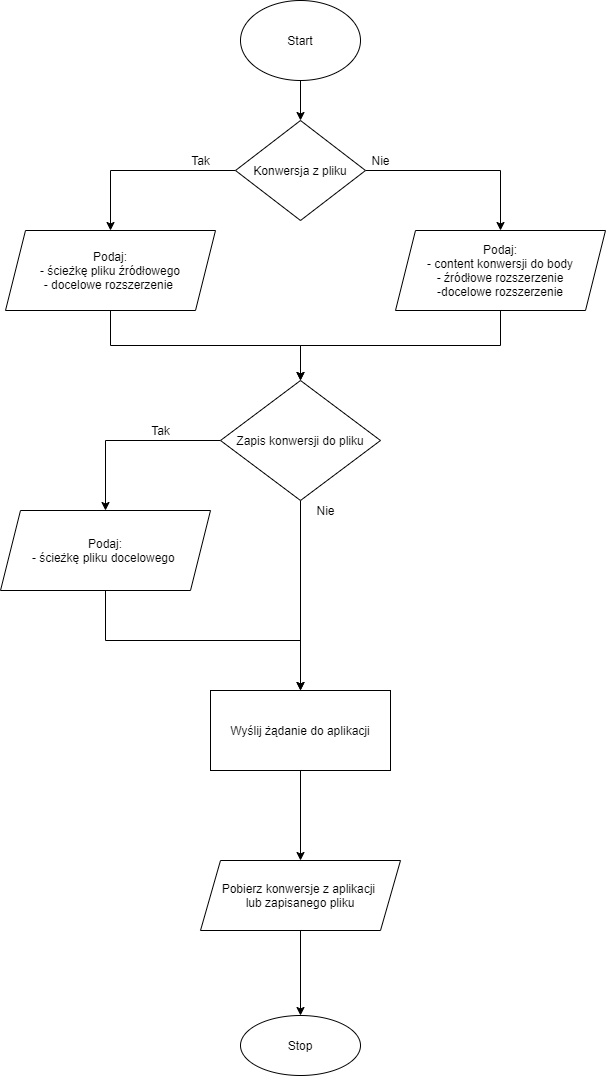 Start
Konwersja z pliku
Tak
Nie
Podaj:
- ścieżkę pliku źródłowego
- docelowe rozszerzenie
Podaj:
- content konwersji do body
- źródłowe rozszerzenie
-docelowe rozszerzenie
Zapis konwersji do pliku
Tak
Nie
Podaj:
- ścieżkę pliku docelowego
Wyślij żądanie do aplikacji
Pobierz konwersje z aplikacji
lub zapisanego pliku
Stop